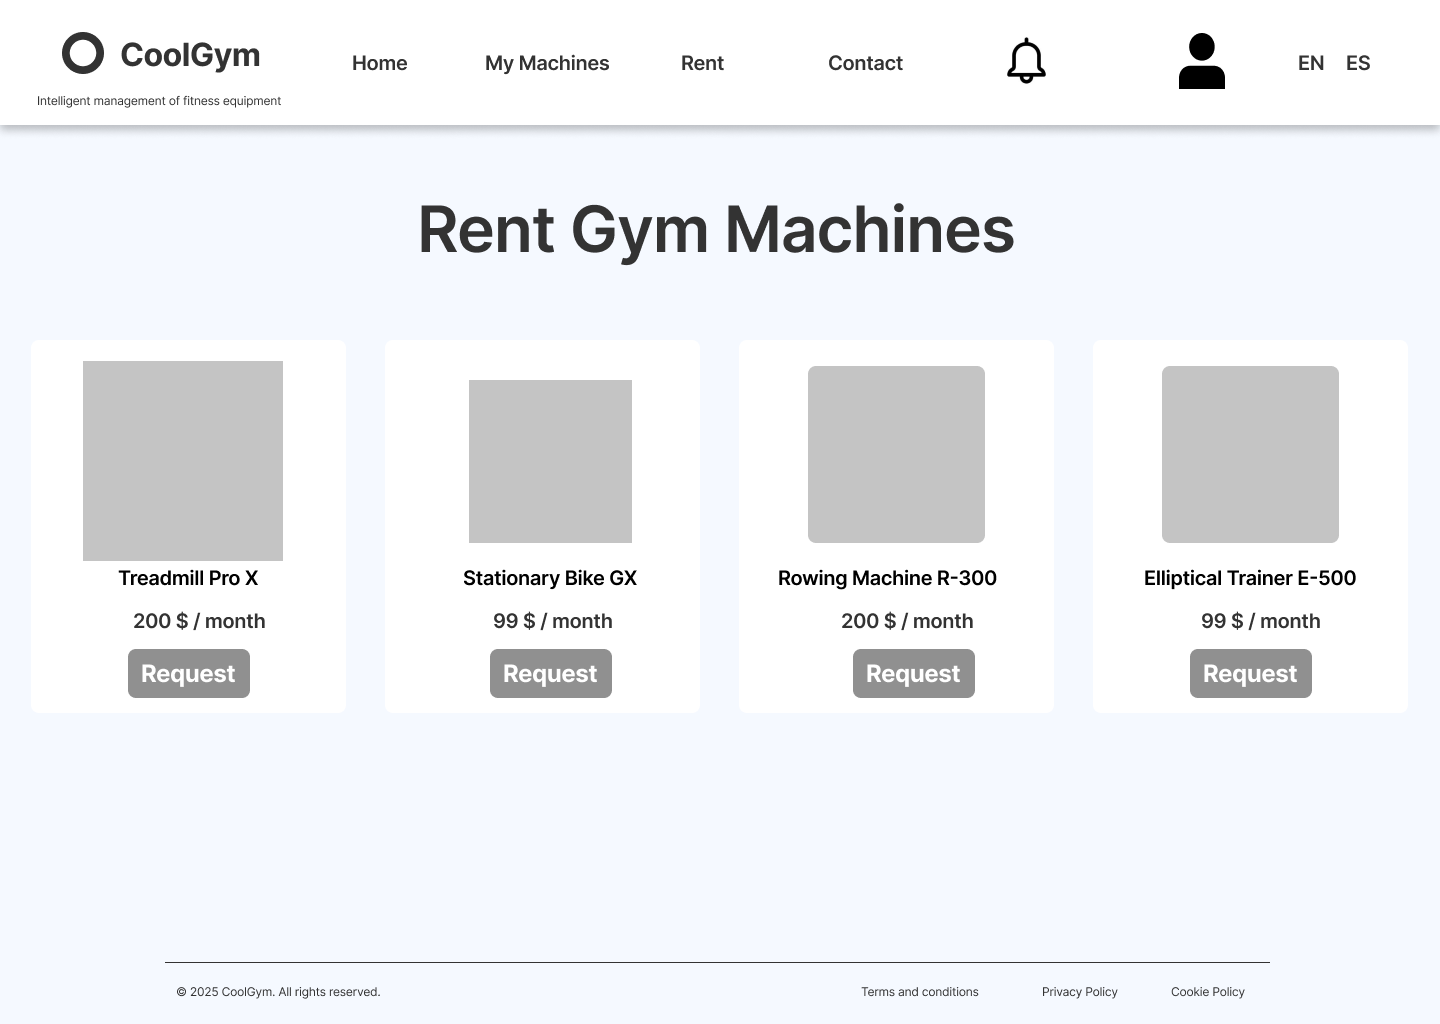 CoolGym
Intelligent management of fitness equipment
Home
My Machines
Rent
Contact
EN
ES
Rent Gym Machines
Treadmill Pro X
200 $ / month
Request
Stationary Bike GX
99 $ / month
Request
Rowing Machine R-300
200 $ / month
Request
Elliptical Trainer E-500
99 $ / month
Request
© 2025 CoolGym. All rights reserved.
Terms and conditions
Privacy Policy
Cookie Policy